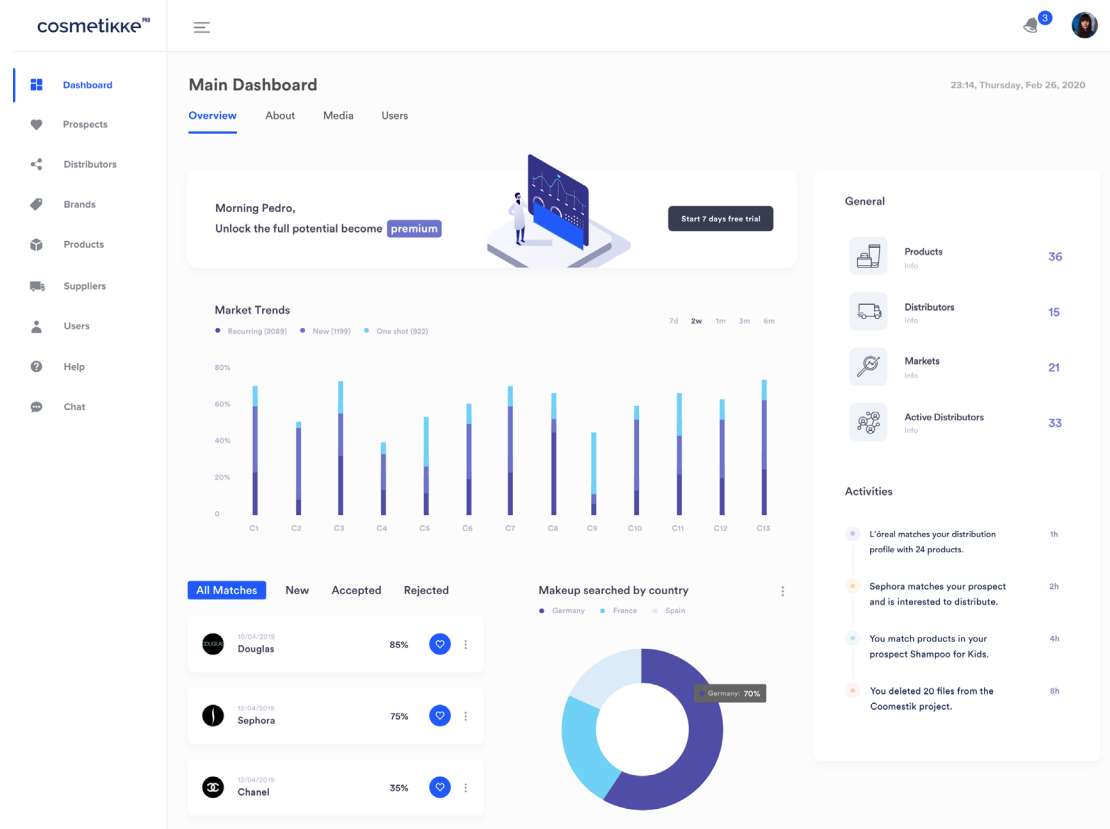 cosmetikke PRO
3
Dashboard
Prospects
Distributors
Brands
Products
Suppliers
Users
Help
Chat
Main Dashboard
23:14, Thursday, Feb 26, 2020
Overview About Media Users
Morning Pedro,
Unlock the full potential become premium
Start 7 days free trial
Market Trends
Recurring (2089) New (1199) One shot (922)
7d 2w 1m 3m 6m
80%
60%
40%
20%
0
C1 C2 C3 C4 C5 C6 C7 C8 C9 C10 C11 C12 C13
All Matches New Accepted Rejected
DOUGLAS
10/04/2019
Douglas
85%
12/04/2019
Sephora
75%
12/04/2019
Chanel
35%
Makeup searched by country
Germany France Spain
Germany: 70%
General
Products
Info
36
Distributors
Info
15
Markets
Info
21
Active Distributors
Info
33
Activities
L'óreal matches your distribution
profile with 24 products.
1h
Sephora matches your prospect
and is interested to distribute.
2h
You match products in your
prospect Shampoo for Kids.
4h
You deleted 20 files from the
Coomestik project.
8h